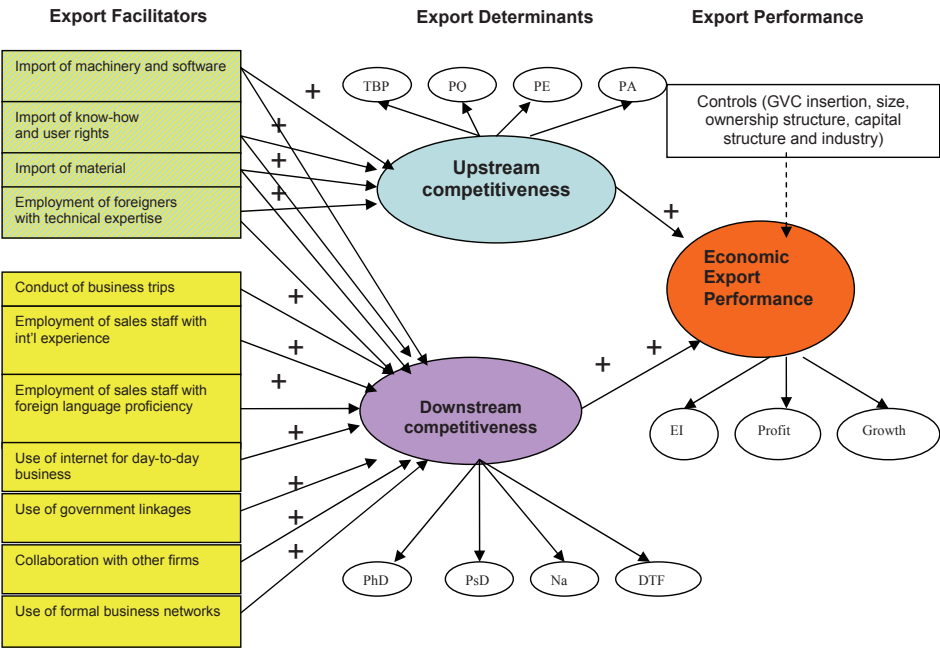 Export Facilitators
Export Determinants
Export Performance
Import of machinery and software
Import of know-how
and user rights
Import of material
Employment of foreigners
with technical expertise
Conduct of business trips
Employment of sales staff with
int'l experience
Employment of sales staff with
foreign language proficiency
Use of internet for day-to-day
business
Use of government linkages
Collaboration with other firms
Use of formal business networks
+
+
+
+
+
+
+
+
+
TBP
PQ
PE
PA
Upstream
competitiveness
Downstream
competitiveness
PhD
PsD
Na
DTF
+
+
+
Controls (GVC insertion, size,
ownership structure, capital
structure and industry)
Economic
Export
Performance
EI
Profit
Growth